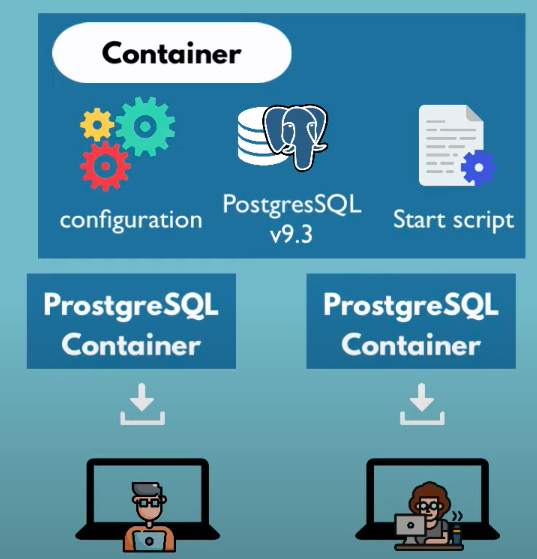 Container
configuration
PostgresSQL
v9.3
Start script
ProstgreSQL
Container
ProstgreSQL
Container